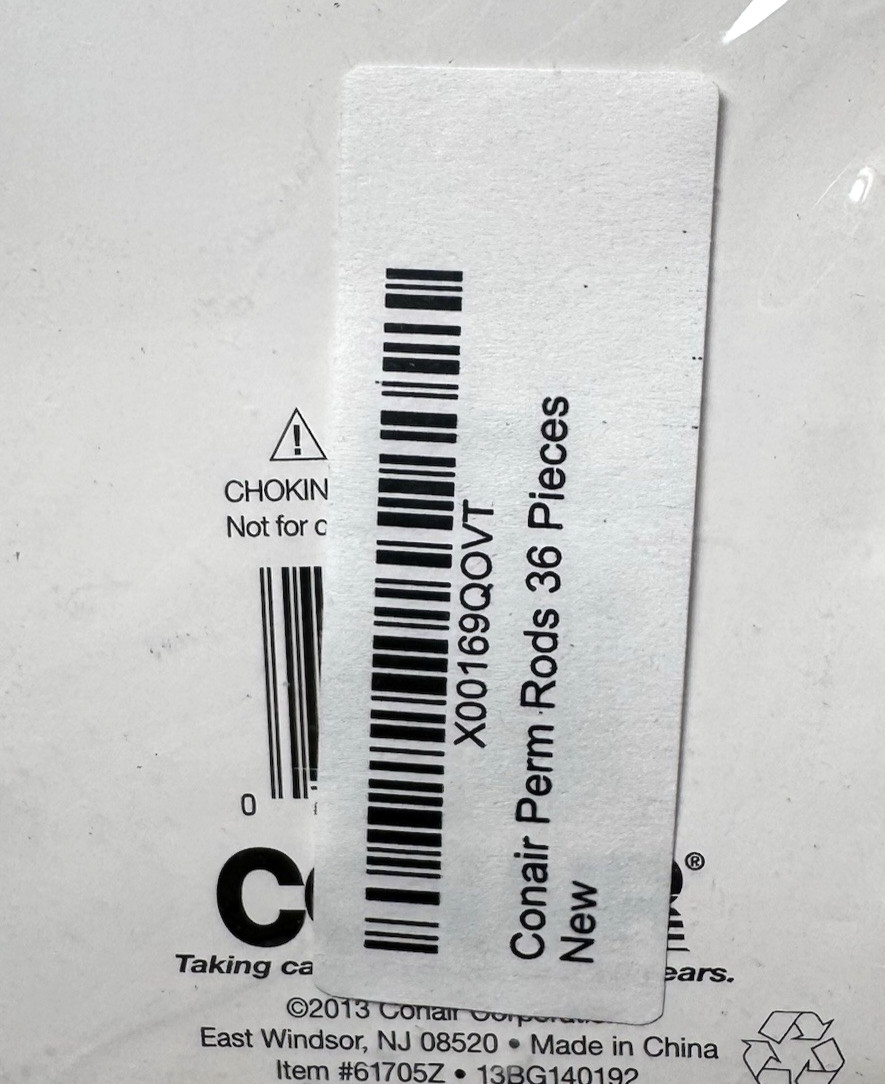 CHOKIN
Not for c
0
X00169QOVT
Conair Perm Rods 36 Pieces
New
C ®
Taking ca ears.
©2013 Conair
East Windsor, NJ 08520 • Made in China
Item #61705Z • 13BG140192